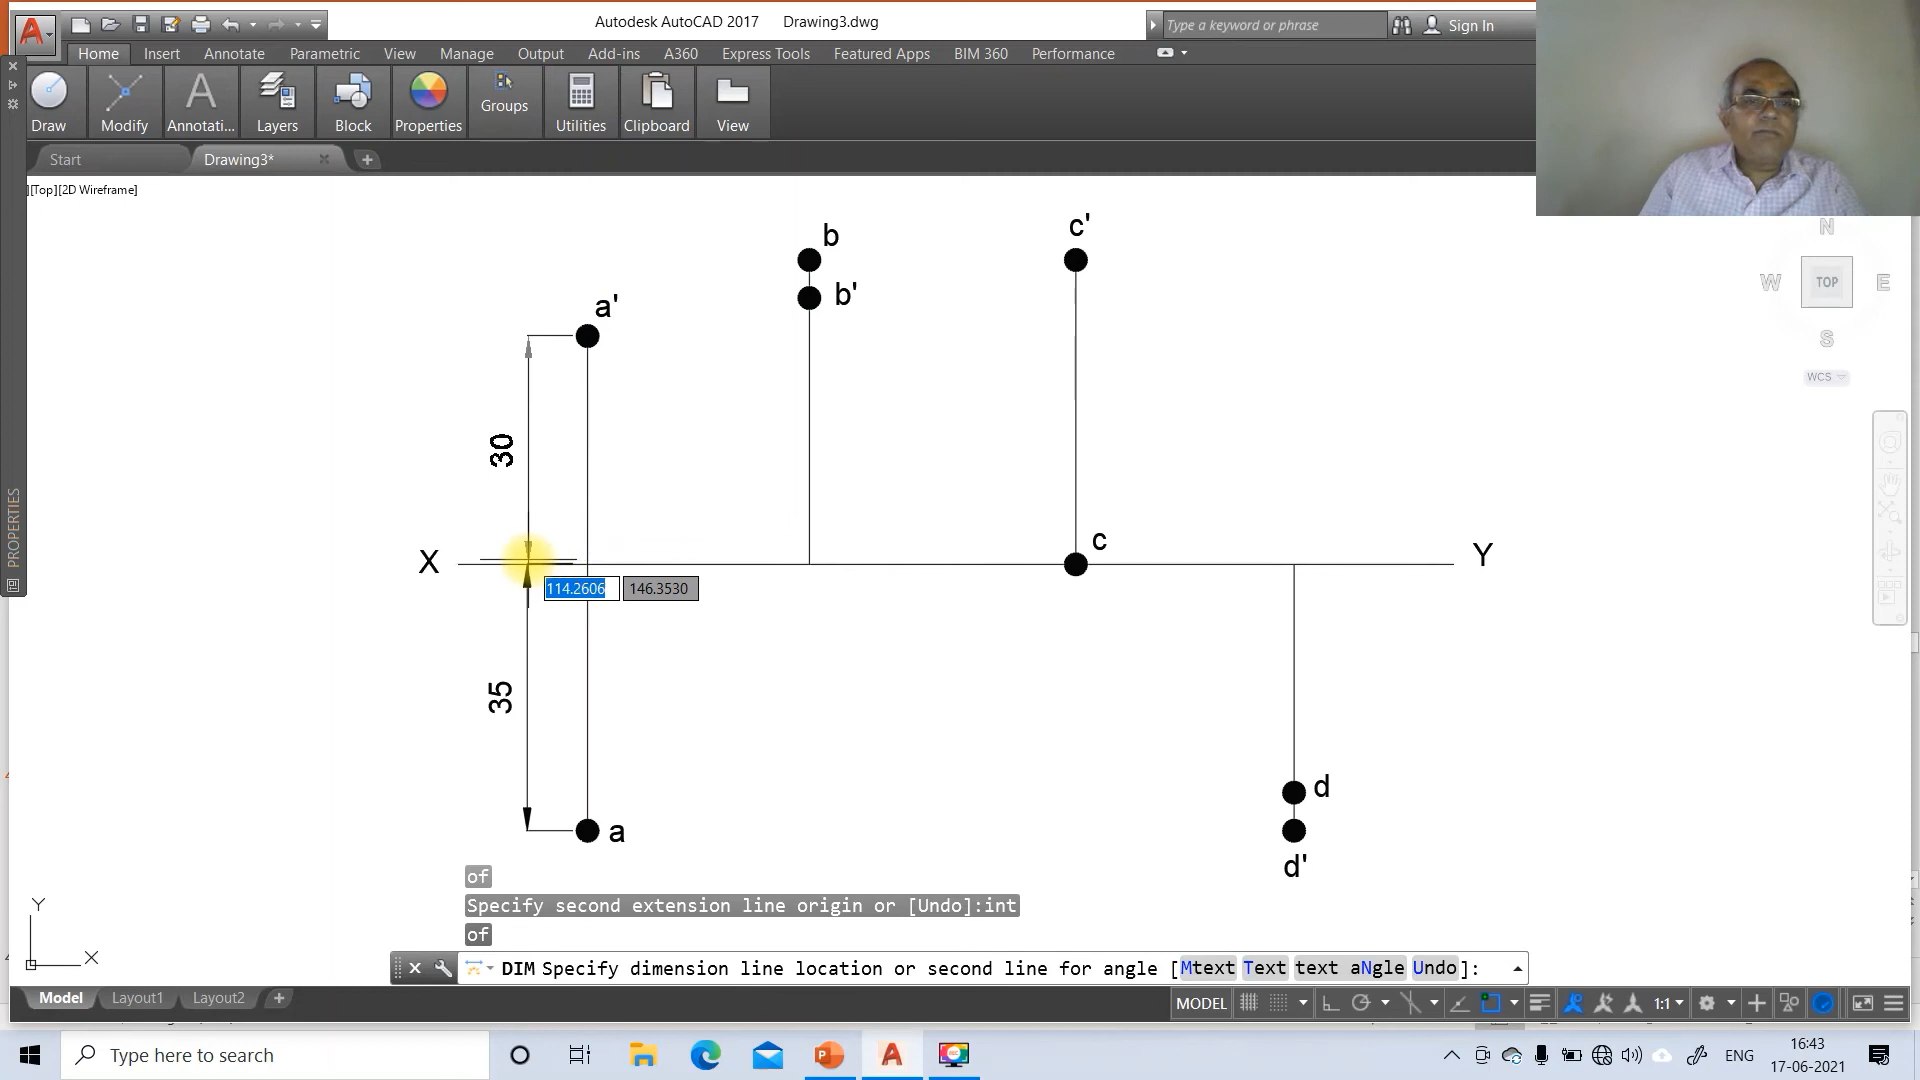 Autodesk AutoCAD 2017 Drawing3.dwg
Type a keyword or phrase
Sign In
Home Insert Annotate Parametric View Manage Output Add-ins A360 Express Tools Featured Apps BIM 360 Performance
Draw Modify Annotati... Layers Block Properties Groups Utilities Clipboard View
Start Drawing3*
][Top][2D Wireframe]
N
W TOP E
S
WCS
PROPERTIES
b
c'
b'
a'
30
X
c
Y
114.2606 146.3530
35
d
a
d'
of
Specify second extension line origin or [Undo]:int
of
Y
X
DIM Specify dimension line location or second line for angle [Mtext Text text aNgle Undo]:
Model Layout1 Layout2
MODEL 1:1
Type here to search
ENG
16:43
17-06-2021